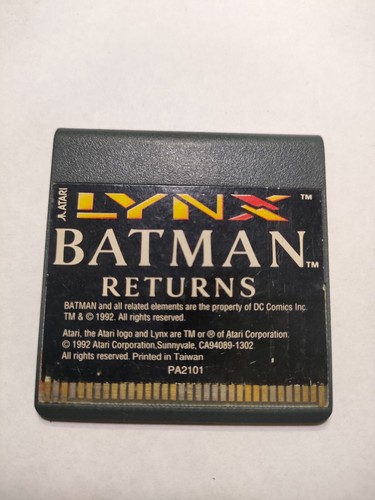 ATARI
LYNX ™
BATMAN ™
RETURNS
BATMAN and all related elements are the property of DC Comics Inc.
TM & © 1992. All rights reserved.
Atari, the Atari logo and Lynx are TM or ® of Atari Corporation.
© 1992 Atari Corporation,Sunnyvale, CA94089-1302
All rights reserved. Printed in Taiwan
PA2101